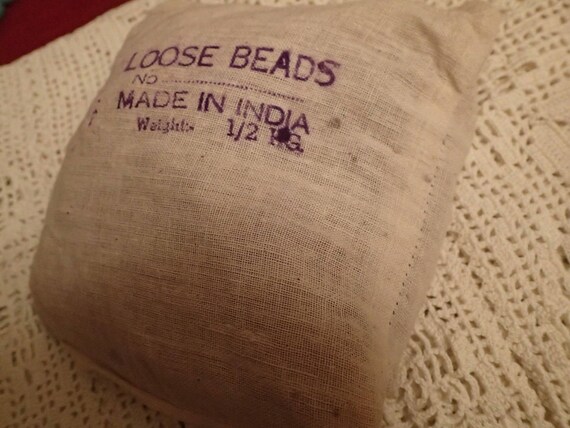 LOOSE BEADS
NO ........................
MADE IN INDIA
Weight:- 1/2 KG.